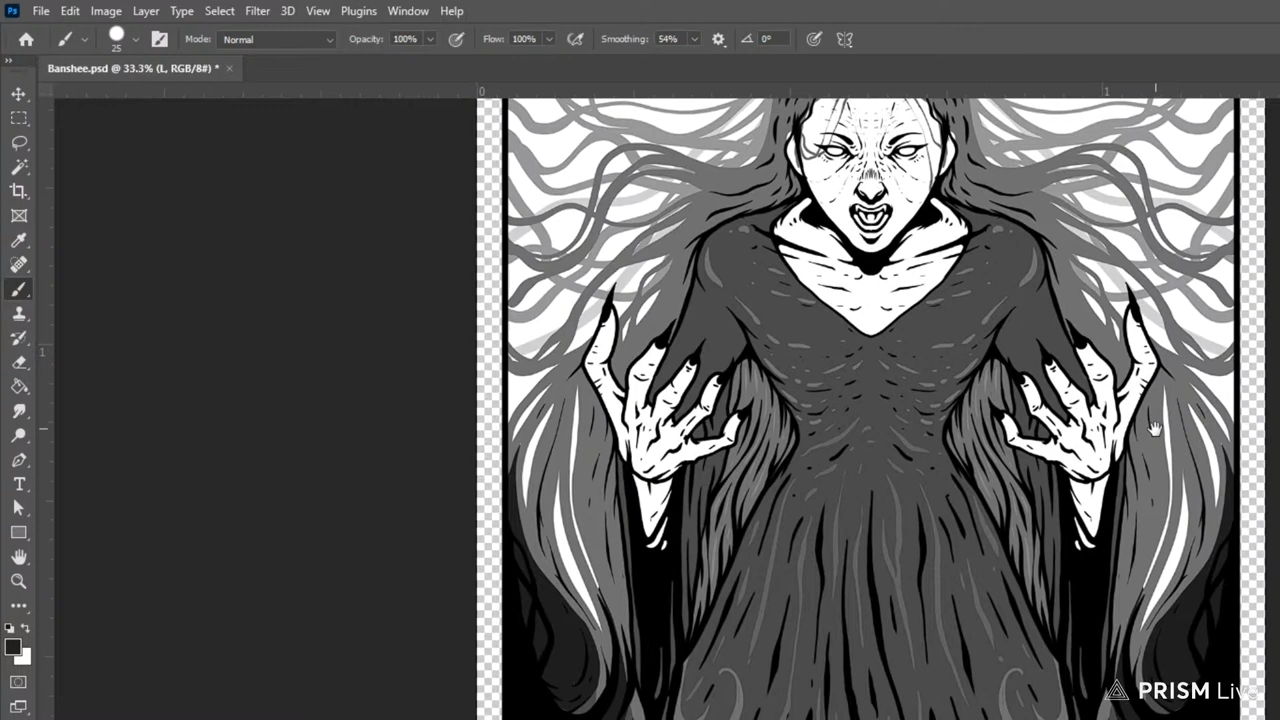 Ps File Edit Image Layer Type Select Filter 3D View Plugins Window Help
25 Mode: Normal Opacity: 100% Flow: 100% Smoothing: 54% 0°
Banshee.psd @ 33.3% (L, RGB/8#) * ×
0 1
1
T
PRISM Live